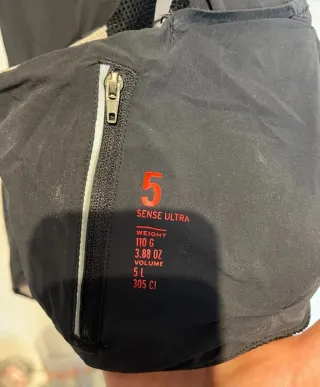 5
SENSE ULTRA
WEIGHT
110 G
3.88 OZ
VOLUME
5 L
305 CI